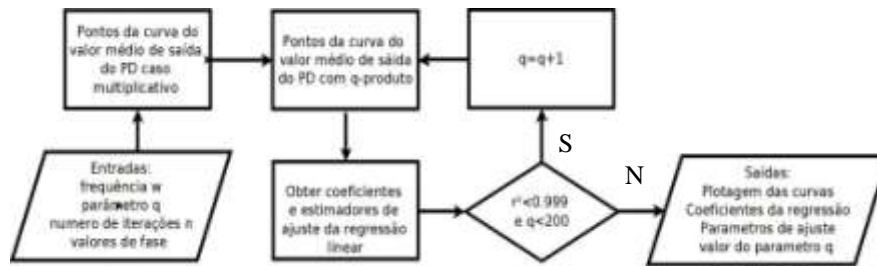 Pontos da curva do
valor médio de saída
do PD caso
multiplicativo
Pontos da curva do
valor médio de sáida
do PD com q-produto
q=q+1
Entradas:
frequência w
parâmetro q
numero de iterações n
valores de fase
Obter coeficientes
e estimadores de
ajuste da regressão
linear
r²<0.999
e q<200
S
N
Saídas:
Plotagem das curvas
Coeficientes da regressão
Parametros de ajuste
valor do parametro q